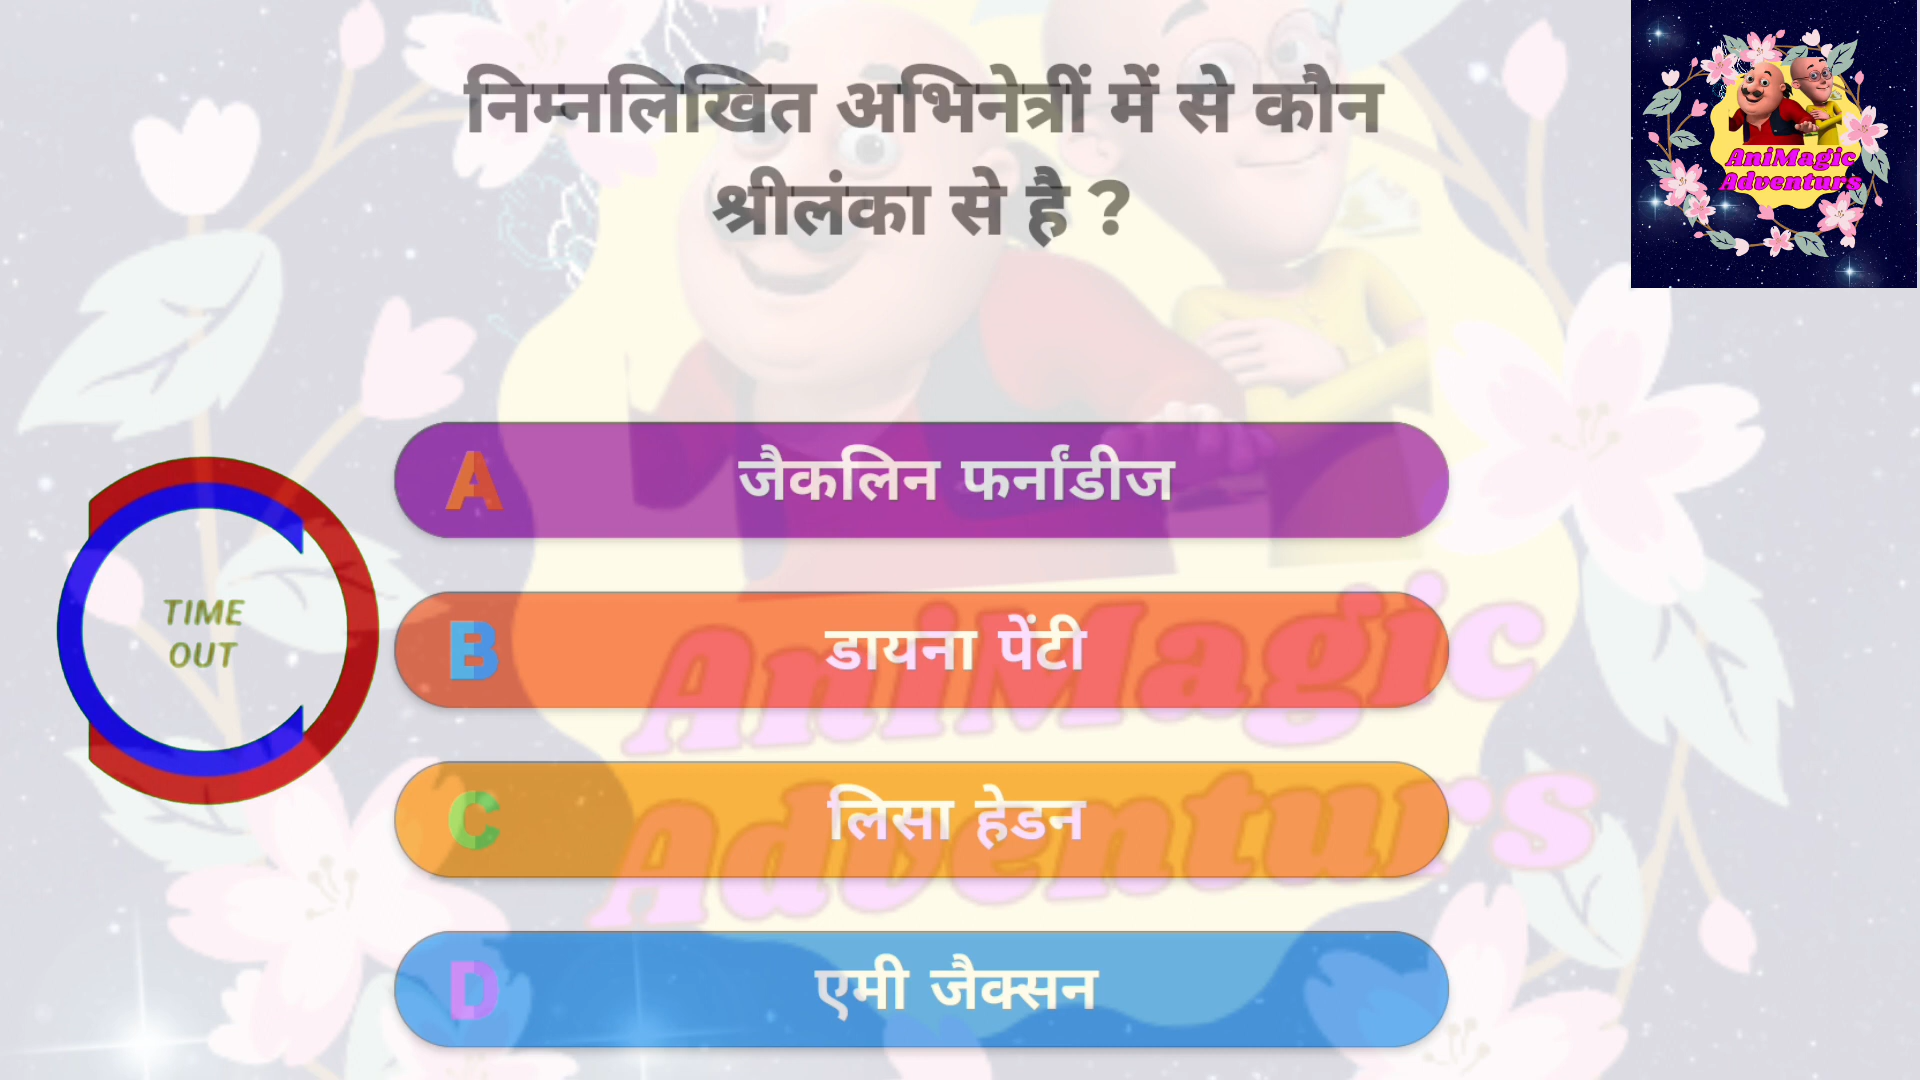 निम्नलिखित अभिनेत्रीं में से कौन
श्रीलंका से है ?
AniMagic
Adventurs
A जैकलिन फर्नांडीज
TIME
OUT
B डायना पेंटी
C लिसा हेडन
D एमी जैक्सन
AniMagic
Adventurs